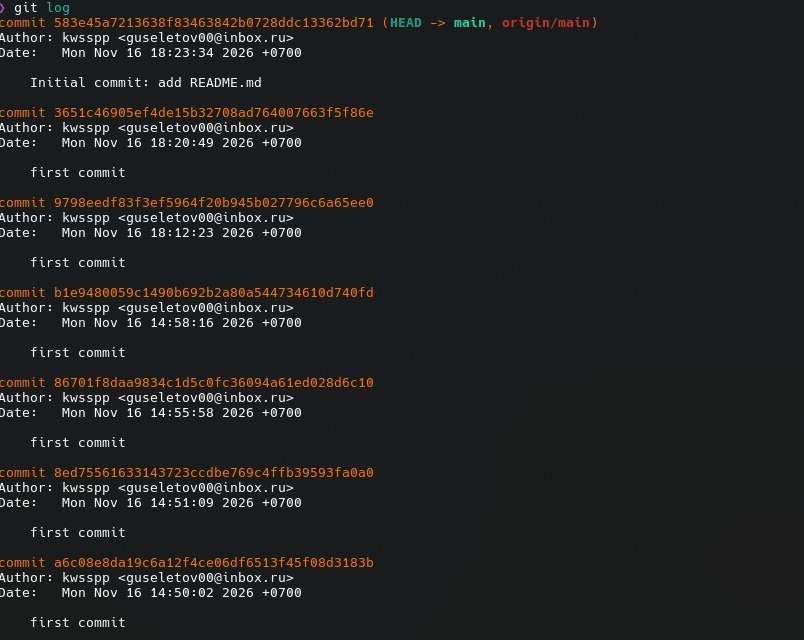 ❯ git log
commit 583e45a7213638f83463842b0728ddc13362bd71 (HEAD -> main, origin/main)
Author: kwsspp <guseletov00@inbox.ru>
Date:   Mon Nov 16 18:23:34 2026 +0700

    Initial commit: add README.md

commit 3651c46905ef4de15b32708ad764007663f5f86e
Author: kwsspp <guseletov00@inbox.ru>
Date:   Mon Nov 16 18:20:49 2026 +0700

    first commit

commit 9798eedf83f3ef5964f20b945b027796c6a65ee0
Author: kwsspp <guseletov00@inbox.ru>
Date:   Mon Nov 16 18:12:23 2026 +0700

    first commit

commit b1e9480059c1490b692b2a80a544734610d740fd
Author: kwsspp <guseletov00@inbox.ru>
Date:   Mon Nov 16 14:58:16 2026 +0700

    first commit

commit 86701f8daa9834c1d5c0fc36094a61ed028d6c10
Author: kwsspp <guseletov00@inbox.ru>
Date:   Mon Nov 16 14:55:58 2026 +0700

    first commit

commit 8ed75561633143723ccdbe769c4ffb39593fa0a0
Author: kwsspp <guseletov00@inbox.ru>
Date:   Mon Nov 16 14:51:09 2026 +0700

    first commit

commit a6c08e8da19c6a12f4ce06df6513f45f08d3183b
Author: kwsspp <guseletov00@inbox.ru>
Date:   Mon Nov 16 14:50:02 2026 +0700

    first commit